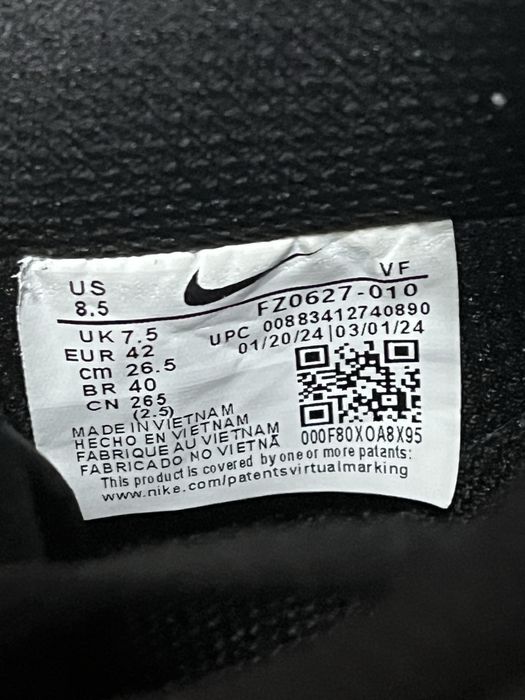 US
8.5
VF
FZ0627-010
UK 7.5
UPC 00883412740890
EUR 42
01/20/24|03/01/24
cm 26.5
BR 40
CN 265
(2.5)
MADE IN VIETNAM
HECHO EN VIETNAM
FABRIQUE AU VIETNAM
FABRICADO NO VIETNÃ
000F80XOA8X95
This product is covered by one or more patants:
www.nike.com/patentsvirtualmarking